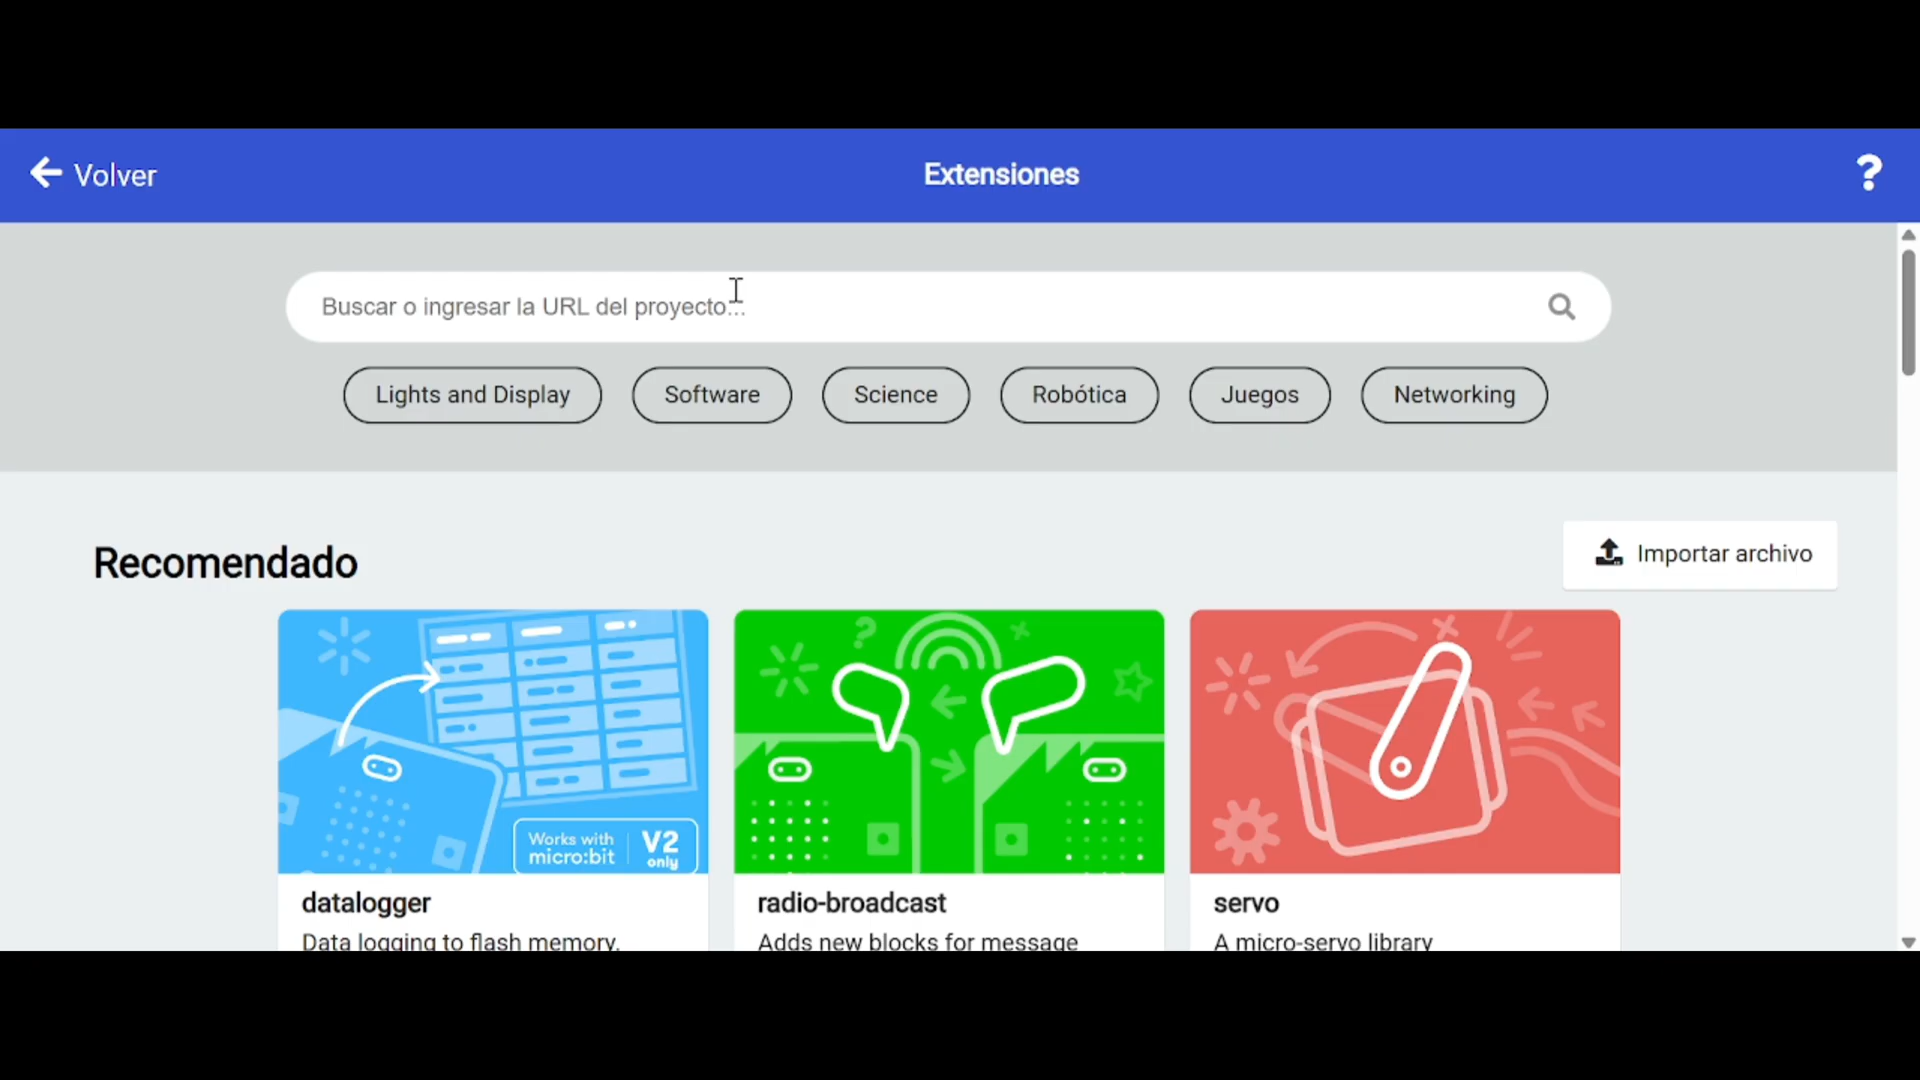 Volver
Extensiones
?
Buscar o ingresar la URL del proyecto...
Lights and Display
Software
Science
Robótica
Juegos
Networking
Recomendado
Importar archivo
Works with micro:bit
V2 only
datalogger
radio-broadcast
servo
Data logging to flash memory.
Adds new blocks for message
A micro-servo library